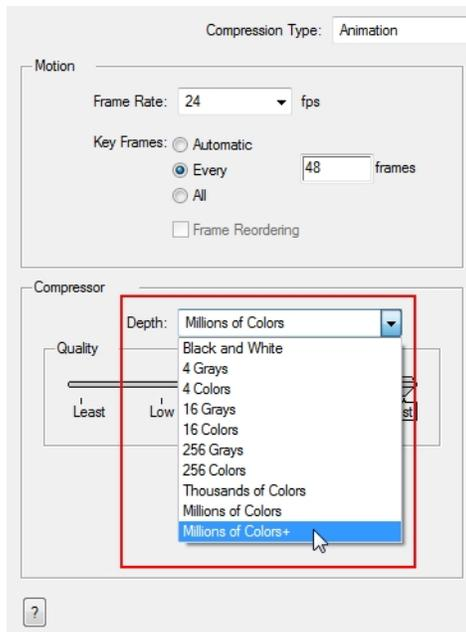 Compression Type: Animation
Motion
Frame Rate: 24 fps
Key Frames: Automatic
Every 48 frames
All
Frame Reordering
Compressor
Depth: Millions of Colors
Quality
Least Low st
Black and White
4 Grays
4 Colors
16 Grays
16 Colors
256 Grays
256 Colors
Thousands of Colors
Millions of Colors
Millions of Colors+
?